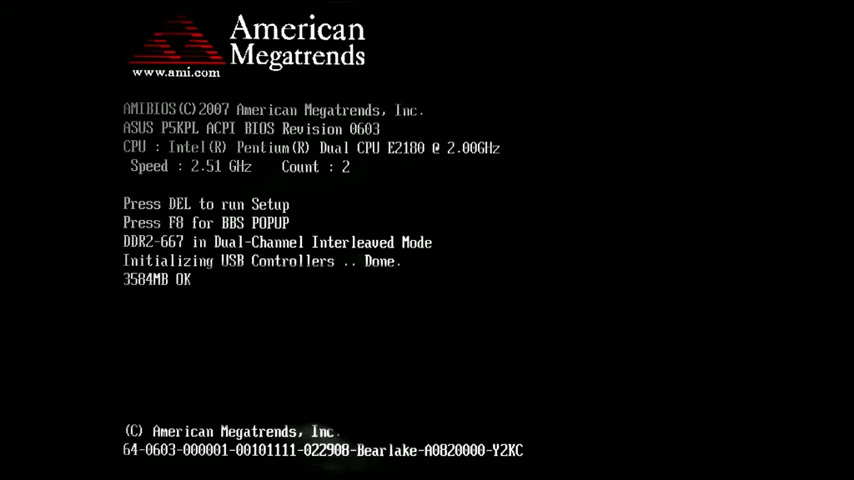 American
Megatrends
www.ami.com
AMIBIOS(C)2007 American Megatrends, Inc.
ASUS P5KPL ACPI BIOS Revision 0603
CPU : Intel(R) Pentium(R) Dual CPU E2180 @ 2.00GHz
Speed : 2.51 GHz Count : 2
Press DEL to run Setup
Press F8 for BBS POPUP
DDR2-667 in Dual-Channel Interleaved Mode
Initializing USB Controllers .. Done.
3584MB OK
(C) American Megatrends, Inc.
64-0603-000001-00101111-022908-Bearlake-A0820000-Y2KC